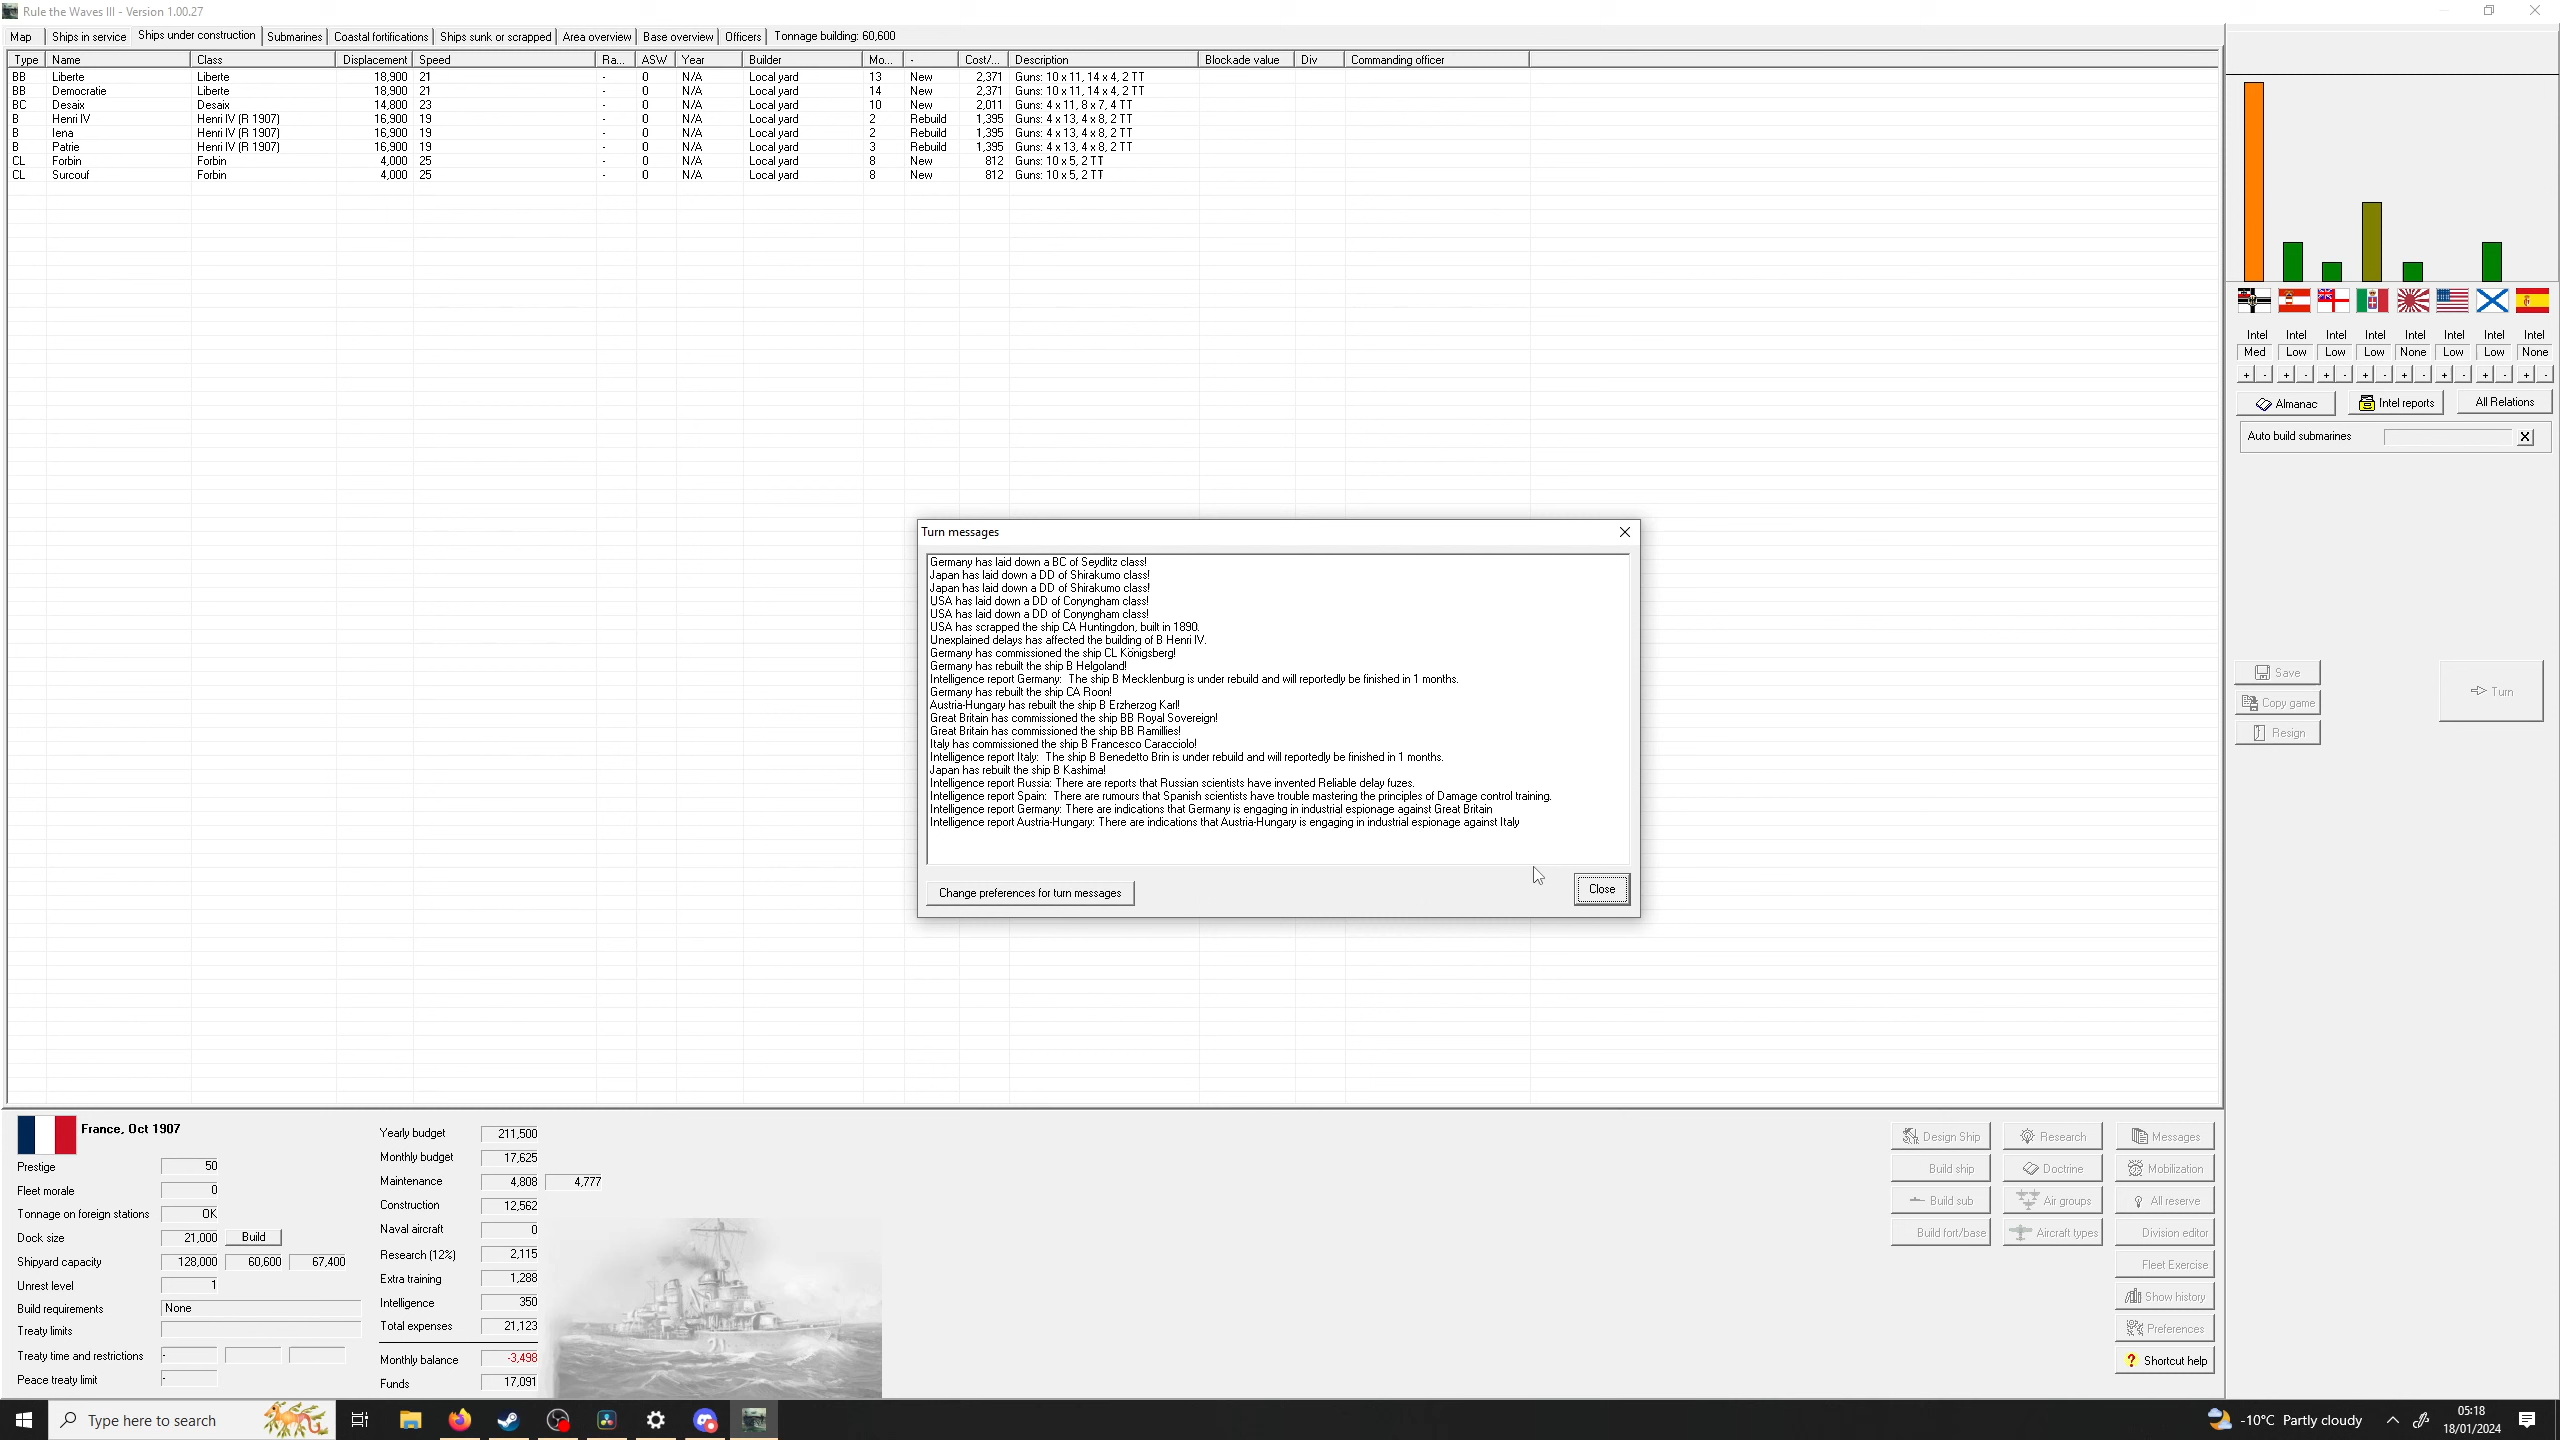 Rule the Waves III - Version 1.00.27
Map Ships in service Ships under construction Submarines Coastal fortifications Ships sunk or scrapped Area overview Base overview Officers Tonnage building: 60,600
Type Name Class Displacement Speed Ra... ASW Year Builder Mo... - Cost/... Description Blockade value Div Commanding officer
BB Liberte Liberte 18,900 21 - 0 N/A Local yard 13 New 2,371 Guns: 10 x 11, 14 x 4, 2 TT
BB Democratie Liberte 18,900 21 - 0 N/A Local yard 14 New 2,371 Guns: 10 x 11, 14 x 4, 2 TT
BC Desaix Desaix 14,800 23 - 0 N/A Local yard 10 New 2,011 Guns: 4 x 11, 8 x 7, 4 TT
B Henri IV Henri IV (R 1907) 16,900 19 - 0 N/A Local yard 2 Rebuild 1,395 Guns: 4 x 13, 4 x 8, 2 TT
B Iena Henri IV (R 1907) 16,900 19 - 0 N/A Local yard 2 Rebuild 1,395 Guns: 4 x 13, 4 x 8, 2 TT
B Patrie Henri IV (R 1907) 16,900 19 - 0 N/A Local yard 3 Rebuild 1,395 Guns: 4 x 13, 4 x 8, 2 TT
CL Forbin Forbin 4,000 25 - 0 N/A Local yard 8 New 812 Guns: 10 x 5, 2 TT
CL Surcouf Forbin 4,000 25 - 0 N/A Local yard 8 New 812 Guns: 10 x 5, 2 TT
Intel Intel Intel Intel Intel Intel Intel Intel
Med Low Low Low None Low Low None
+ - + - + - + - + - + - + - + -
Almanac Intel reports All Relations
Auto build submarines X
Save
Copy game
Resign
Turn
Turn messages
Germany has laid down a BC of Seydlitz class!
Japan has laid down a DD of Shirakumo class!
Japan has laid down a DD of Shirakumo class!
USA has laid down a DD of Conyngham class!
USA has laid down a DD of Conyngham class!
USA has scrapped the ship CA Huntingdon, built in 1890.
Unexplained delays has affected the building of B Henri IV.
Germany has commissioned the ship CL Königsberg!
Germany has rebuilt the ship B Helgoland!
Intelligence report Germany: The ship B Mecklenburg is under rebuild and will reportedly be finished in 1 months.
Germany has rebuilt the ship CA Roon!
Austria-Hungary has rebuilt the ship B Erzherzog Karl!
Great Britain has commissioned the ship BB Royal Sovereign!
Great Britain has commissioned the ship BB Ramillies!
Italy has commissioned the ship B Francesco Caracciolo!
Intelligence report Italy: The ship B Benedetto Brin is under rebuild and will reportedly be finished in 1 months.
Japan has rebuilt the ship B Kashima!
Intelligence report Russia: There are reports that Russian scientists have invented Reliable delay fuzes.
Intelligence report Spain: There are rumours that Spanish scientists have trouble mastering the principles of Damage control training.
Intelligence report Germany: There are indications that Germany is engaging in industrial espionage against Great Britain
Intelligence report Austria-Hungary: There are indications that Austria-Hungary is engaging in industrial espionage against Italy
Change preferences for turn messages Close
France, Oct 1907
Prestige 50
Fleet morale 0
Tonnage on foreign stations OK
Dock size 21,000 Build
Shipyard capacity 128,000 60,600 67,400
Unrest level 1
Build requirements None
Treaty limits
Treaty time and restrictions -
Peace treaty limit -
Yearly budget 211,500
Monthly budget 17,625
Maintenance 4,808 4,777
Construction 12,562
Naval aircraft 0
Research (12%) 2,115
Extra training 1,288
Intelligence 350
Total expenses 21,123
Monthly balance -3,498
Funds 17,091
Design Ship Research Messages
Build ship Doctrine Mobilization
Build sub Air groups All reserve
Build fort/base Aircraft types Division editor
Fleet Exercise
Show history
Preferences
? Shortcut help
Type here to search
-10°C Partly cloudy
05:18
18/01/2024